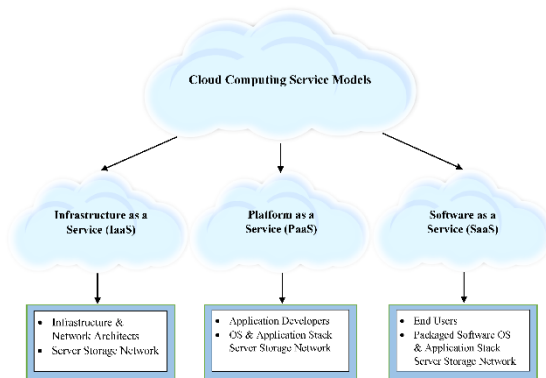 Cloud Computing Service Models
Infrastructure as a
Service (IaaS)
Platform as a
Service (PaaS)
Software as a
Service (SaaS)
• Infrastructure &
Network Architects
• Server Storage Network
• Application Developers
• OS & Application Stack
Server Storage Network
• End Users
• Packaged Software OS
& Application Stack
Server Storage Network